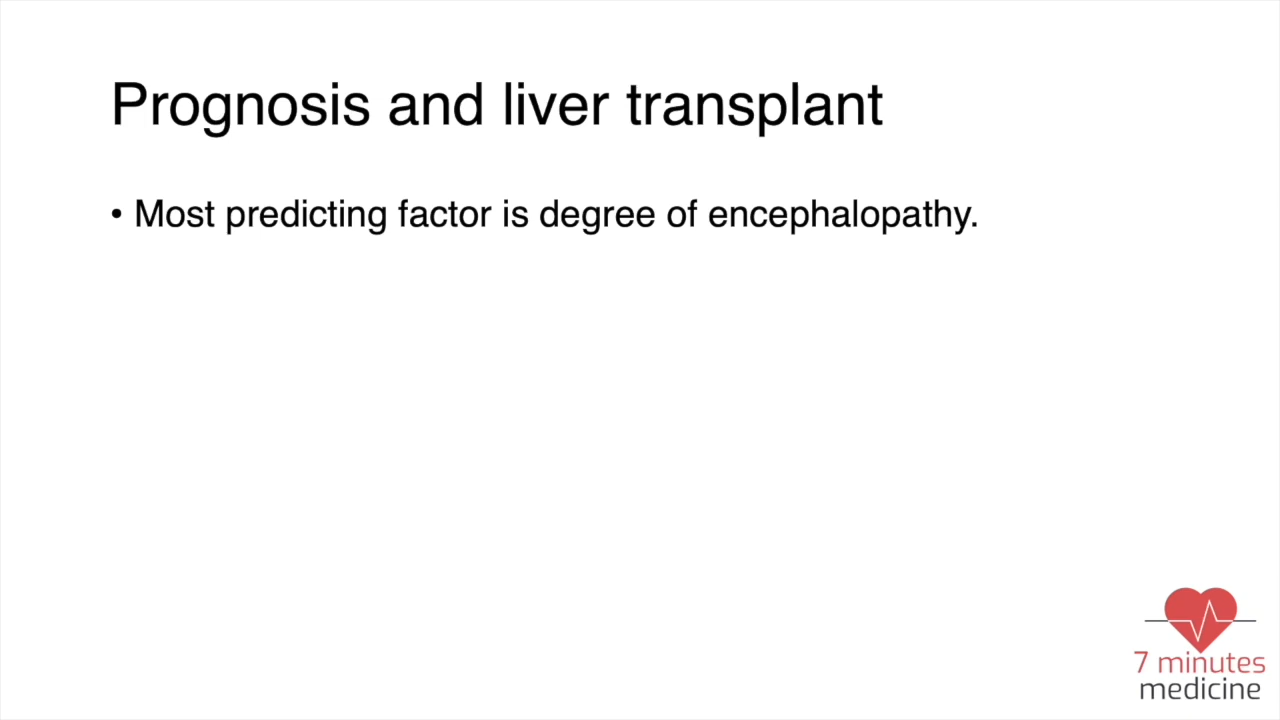 Prognosis and liver transplant
• Most predicting factor is degree of encephalopathy.
7 minutes
medicine